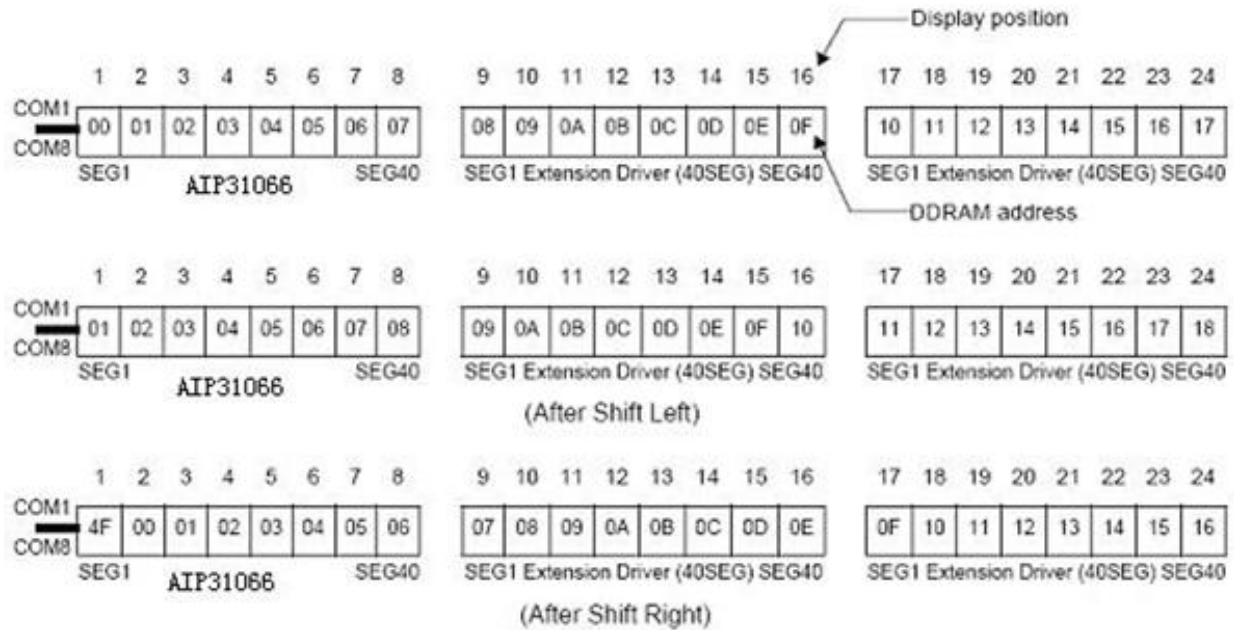 Display position
1 2 3 4 5 6 7 8 9 10 11 12 13 14 15 16 17 18 19 20 21 22 23 24
COM1
00 01 02 03 04 05 06 07 08 09 0A 0B 0C 0D 0E 0F 10 11 12 13 14 15 16 17
COM8
SEG1 AIP31066 SEG40 SEG1 Extension Driver (40SEG) SEG40 SEG1 Extension Driver (40SEG) SEG40
DDRAM address
1 2 3 4 5 6 7 8 9 10 11 12 13 14 15 16 17 18 19 20 21 22 23 24
COM1
01 02 03 04 05 06 07 08 09 0A 0B 0C 0D 0E 0F 10 11 12 13 14 15 16 17 18
COM8
SEG1 AIP31066 SEG40 SEG1 Extension Driver (40SEG) SEG40 SEG1 Extension Driver (40SEG) SEG40
(After Shift Left)
1 2 3 4 5 6 7 8 9 10 11 12 13 14 15 16 17 18 19 20 21 22 23 24
COM1
4F 00 01 02 03 04 05 06 07 08 09 0A 0B 0C 0D 0E 0F 10 11 12 13 14 15 16
COM8
SEG1 AIP31066 SEG40 SEG1 Extension Driver (40SEG) SEG40 SEG1 Extension Driver (40SEG) SEG40
(After Shift Right)